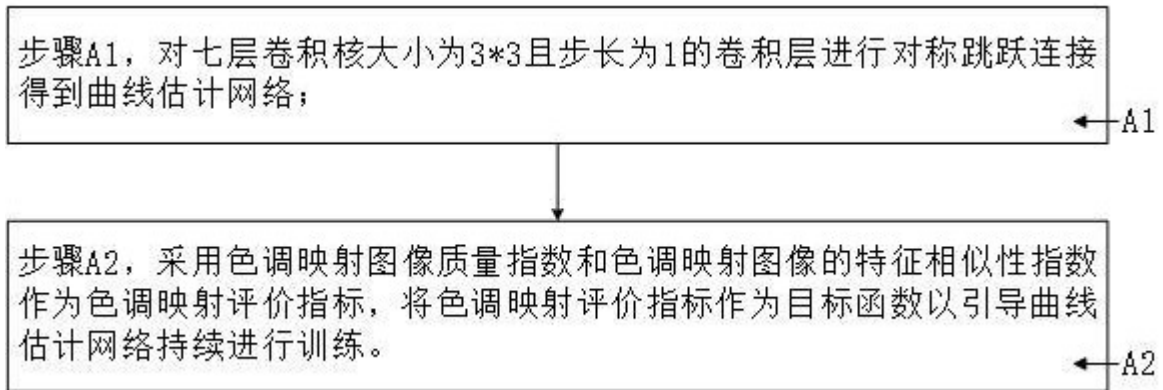 步骤A1，对七层卷积核大小为3*3且步长为1的卷积层进行对称跳跃连接
得到曲线估计网络；
A1
步骤A2，采用色调映射图像质量指数和色调映射图像的特征相似性指数
作为色调映射评价指标，将色调映射评价指标作为目标函数以引导曲线
估计网络持续进行训练。
A2